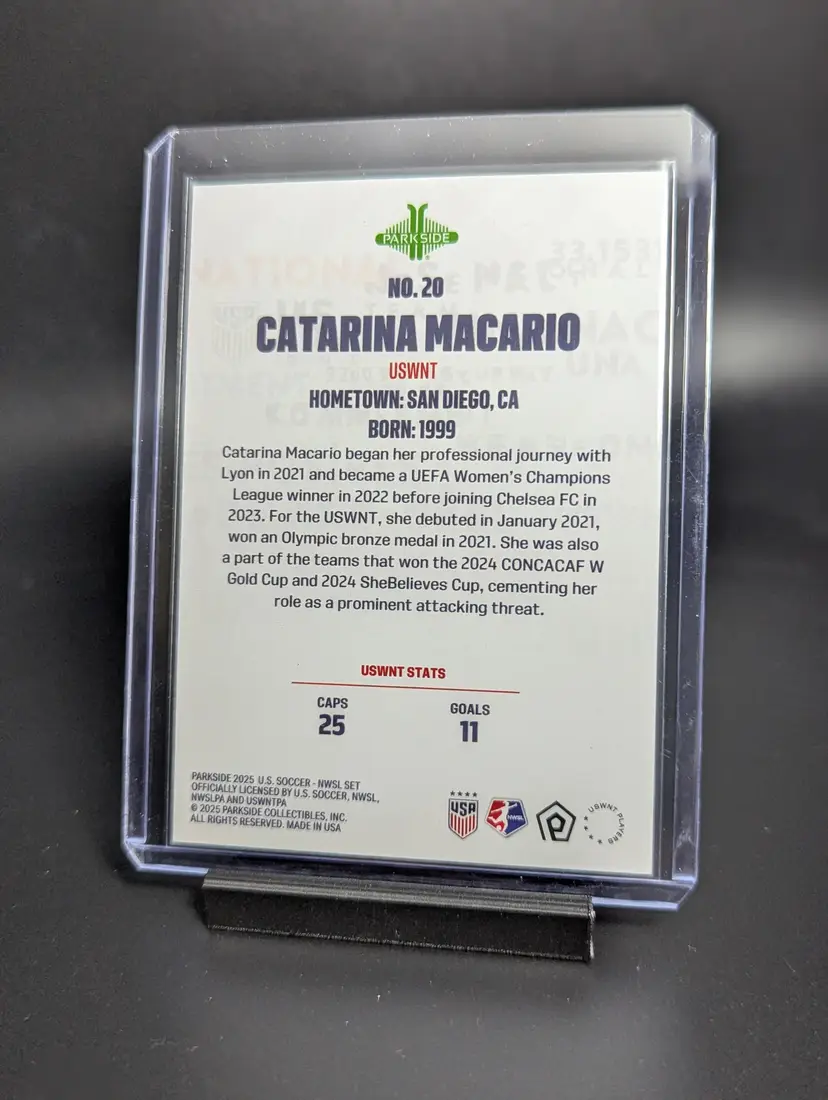 PARKSIDE
NO. 20
CATARINA MACARIO
USWNT
HOMETOWN: SAN DIEGO, CA
BORN: 1999
Catarina Macario began her professional journey with
Lyon in 2021 and became a UEFA Women's Champions
League winner in 2022 before joining Chelsea FC in
2023. For the USWNT, she debuted in January 2021,
won an Olympic bronze medal in 2021. She was also
a part of the teams that won the 2024 CONCACAF W
Gold Cup and 2024 SheBelieves Cup, cementing her
role as a prominent attacking threat.
USWNT STATS
CAPS GOALS
25 11
PARKSIDE 2025 U.S. SOCCER - NWSL SET
OFFICIALLY LICENSED BY U.S. SOCCER, NWSL,
NWSLPA AND USWNTPA
© 2025 PARKSIDE COLLECTIBLES, INC.
ALL RIGHTS RESERVED. MADE IN USA
USA
NWSL
USWNT PLAYERS